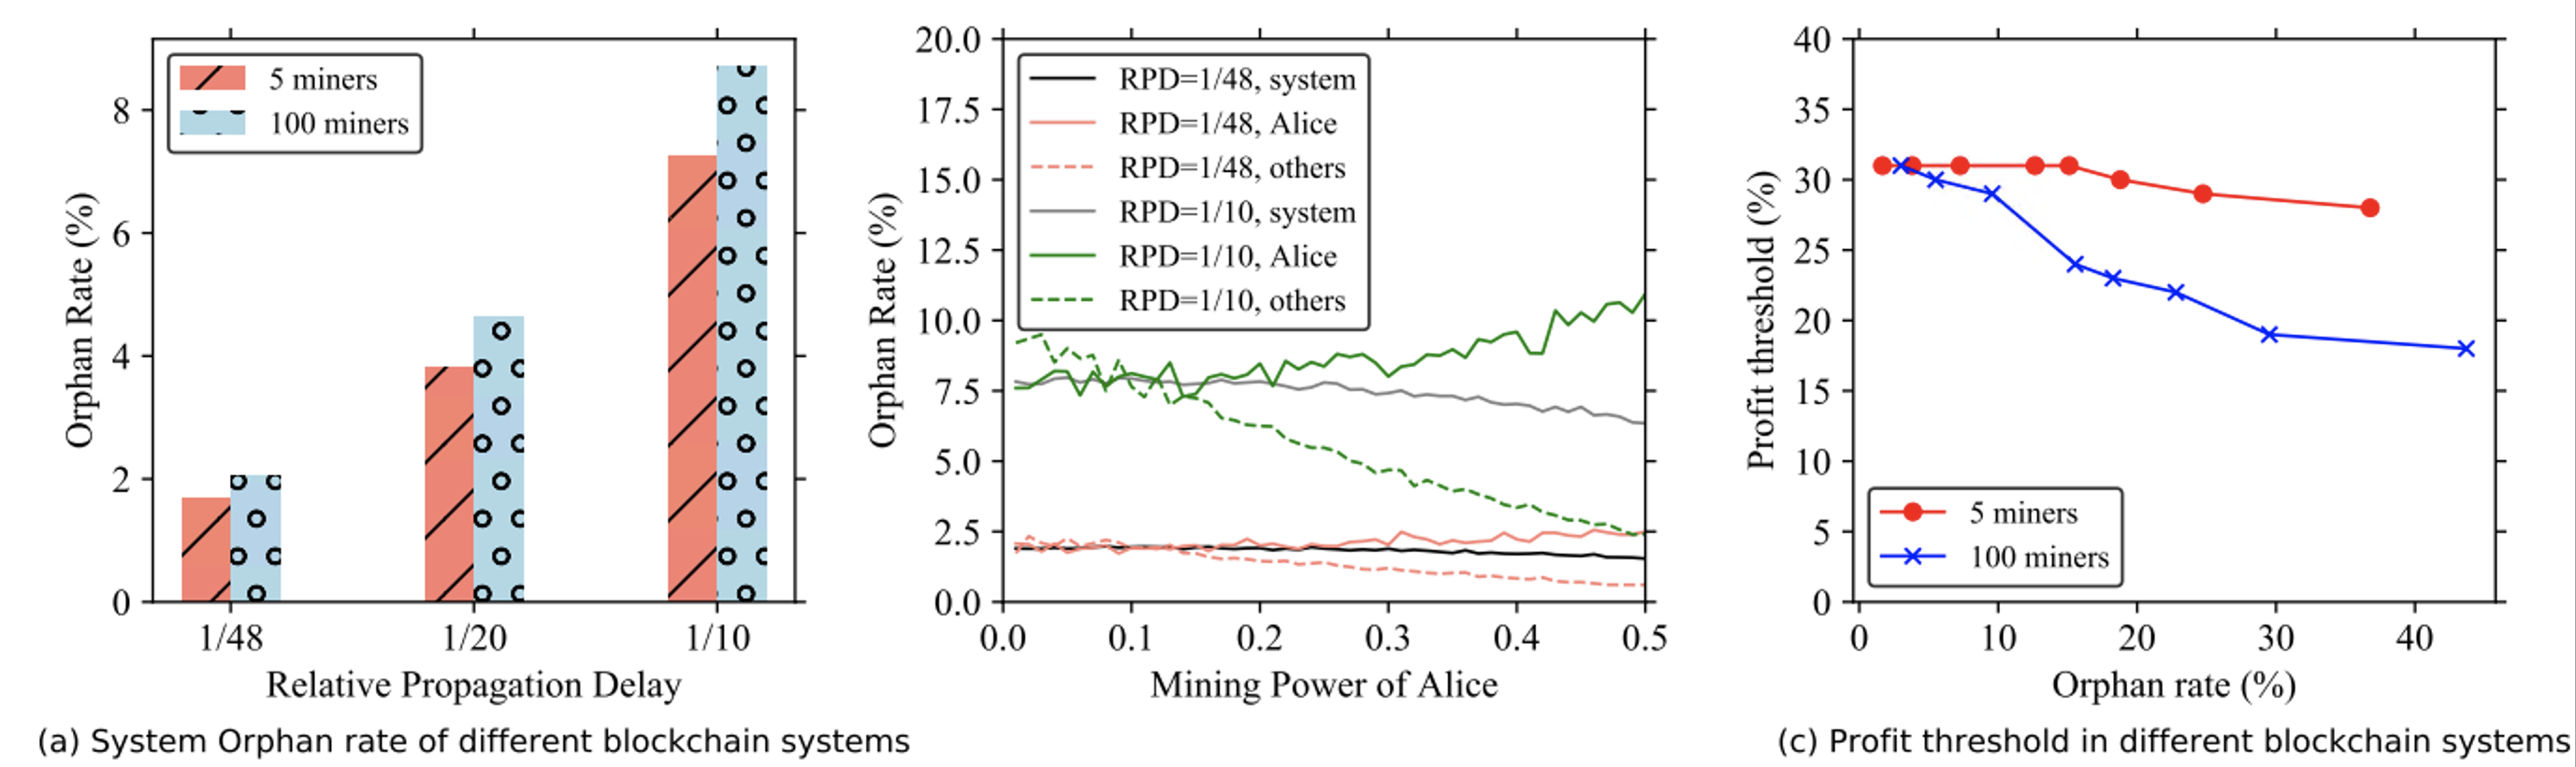 5 miners
100 miners
Orphan Rate (%)
8
6
4
2
0
1/48
1/20
1/10
Relative Propagation Delay
(a) System Orphan rate of different blockchain systems
RPD=1/48, system
RPD=1/48, Alice
RPD=1/48, others
RPD=1/10, system
RPD=1/10, Alice
RPD=1/10, others
Orphan Rate (%)
20.0
17.5
15.0
12.5
10.0
7.5
5.0
2.5
0.0
0.0
0.1
0.2
0.3
0.4
0.5
Mining Power of Alice
Profit threshold (%)
40
35
30
25
20
15
10
5
0
5 miners
100 miners
0
10
20
30
40
Orphan rate (%)
(c) Profit threshold in different blockchain systems